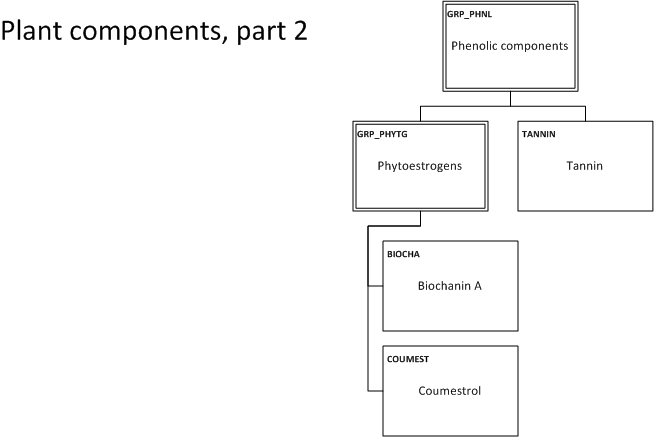 Plant components, part 2
GRP_PHNL
Phenolic components
GRP_PHYTG
Phytoestrogens
TANNIN
Tannin
BIOCHA
Biochanin A
COUMEST
Coumestrol